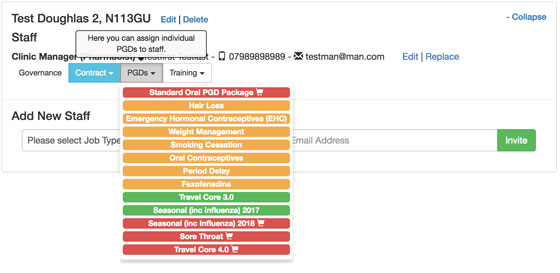 Test Doughlas 2, N113GU Edit | Delete - Collapse
Staff
Here you can assign individual
PGDs to staff.
Clinic Manager (Pharmacist) Testfirst Testlast - 07989898989 - testman@man.com Edit | Replace
Governance Contract PGDs Training
Standard Oral PGD Package
Hair Loss
Emergency Hormonal Contraceptives (EHC)
Weight Management
Smoking Cessation
Oral Contraceptives
Period Delay
Fexofenadine
Travel Core 3.0
Seasonal (inc Influenza) 2017
Seasonal (inc Influenza) 2018
Sore Throat
Travel Core 4.0
Add New Staff
Please select Job Type Email Address Invite